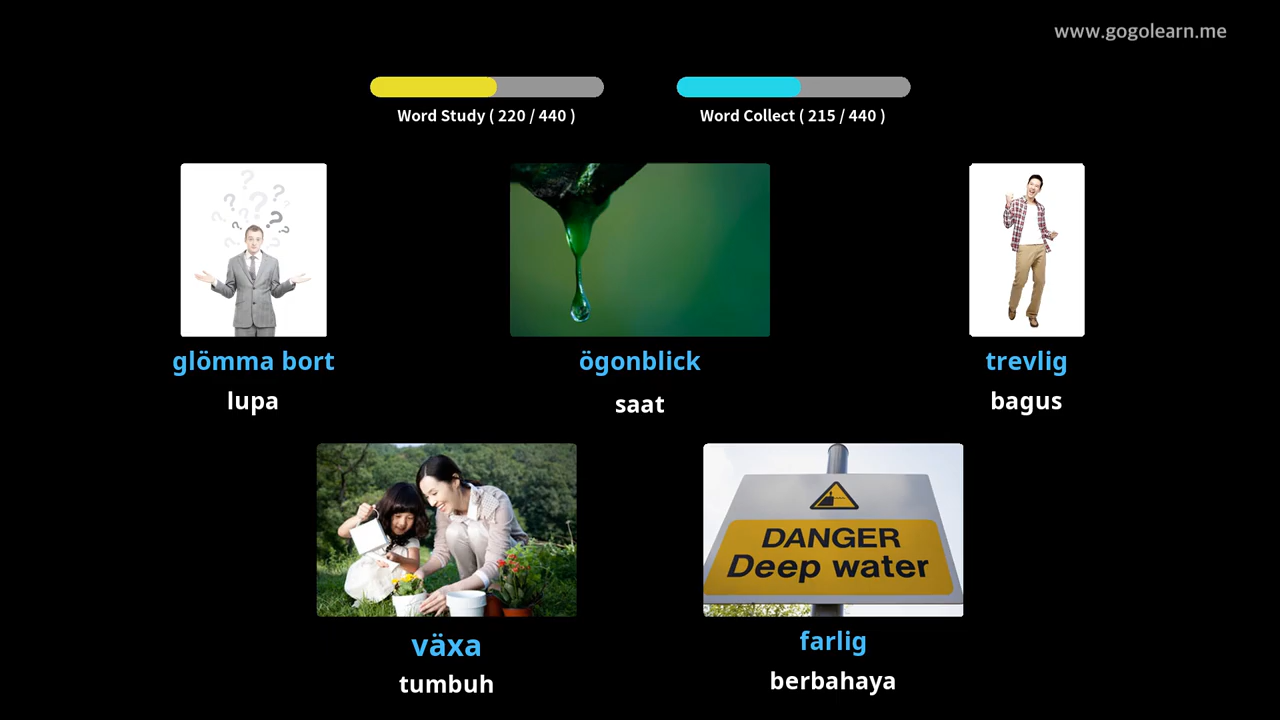 www.gogolearn.me
Word Study ( 220 / 440 )
Word Collect ( 215 / 440 )
glömma bort
lupa
ögonblick
saat
trevlig
bagus
DANGER
Deep water
växa
tumbuh
farlig
berbahaya